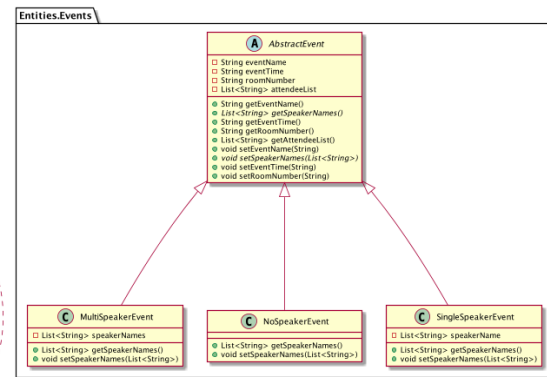 Entities.Events
A AbstractEvent
String eventName
String eventTime
String roomNumber
List<String> attendeeList
String getEventName()
List<String> getSpeakerNames()
String getEventTime()
String getRoomNumber()
List<String> getAttendeeList()
void setEventName(String)
void setSpeakerNames(List<String>)
void setEventTime(String)
void setRoomNumber(String)
C MultiSpeakerEvent
List<String> speakerNames
List<String> getSpeakerNames()
void setSpeakerNames(List<String>)
C NoSpeakerEvent
List<String> getSpeakerNames()
void setSpeakerNames(List<String>)
C SingleSpeakerEvent
List<String> speakerName
List<String> getSpeakerNames()
void setSpeakerNames(List<String>)